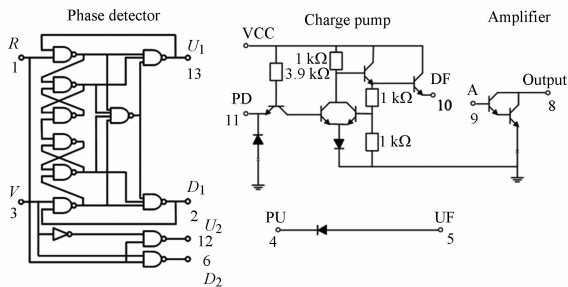 Phase detector
R
1
U1
13
V
3
D1
2
U2
12
6
D2
Charge pump
VCC
1 kΩ
3.9 kΩ
PD
11
1 kΩ
DF
10
1 kΩ
PU
4
UF
5
Amplifier
A
9
Output
8